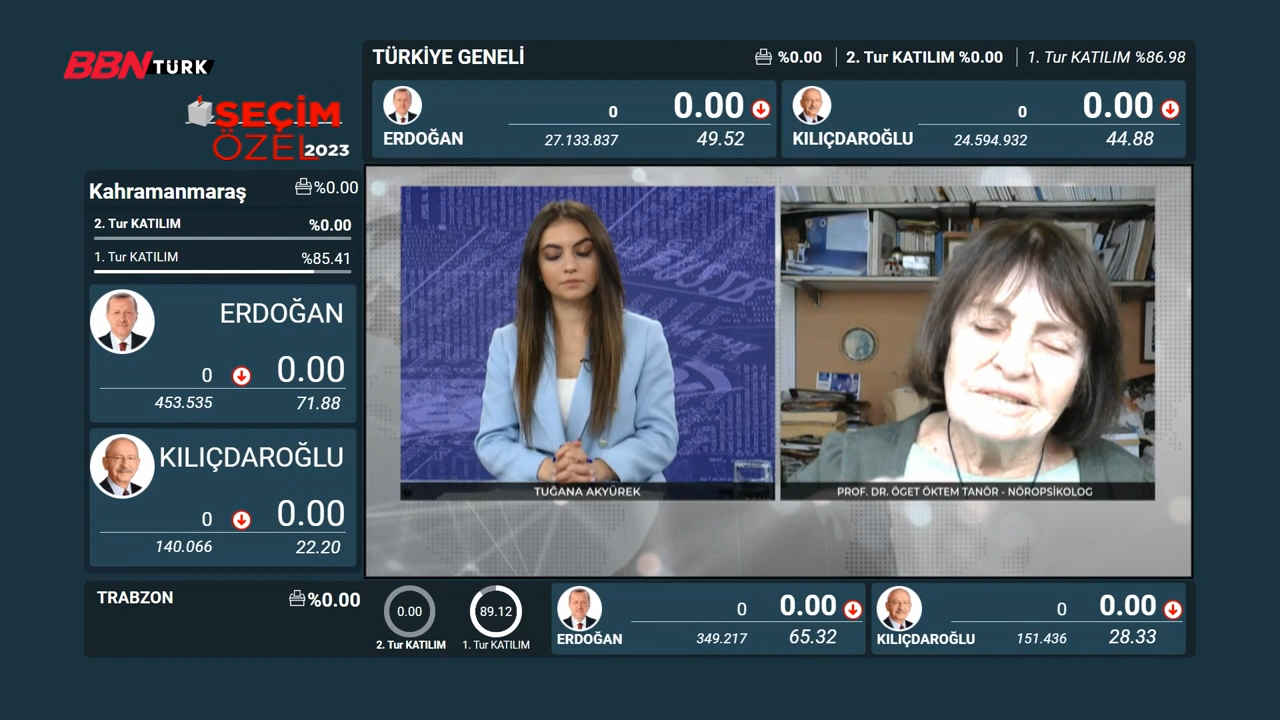 BBN TÜRK
SEÇİM
ÖZEL 2023
TÜRKİYE GENELİ
%0.00
2. Tur KATILIM %0.00
1. Tur KATILIM %86.98
ERDOĞAN
0
0.00
27.133.837
49.52
KILIÇDAROĞLU
0
0.00
24.594.932
44.88
Kahramanmaraş
%0.00
2. Tur KATILIM
%0.00
1. Tur KATILIM
%85.41
ERDOĞAN
0
0.00
453.535
71.88
KILIÇDAROĞLU
0
0.00
140.066
22.20
TUĞANA AKYÜREK
PROF. DR. ÖGET ÖKTEM TANÖR - NÖROPSİKOLOG
TRABZON
%0.00
0.00
2. Tur KATILIM
89.12
1. Tur KATILIM
ERDOĞAN
0
0.00
349.217
65.32
KILIÇDAROĞLU
0
0.00
151.436
28.33